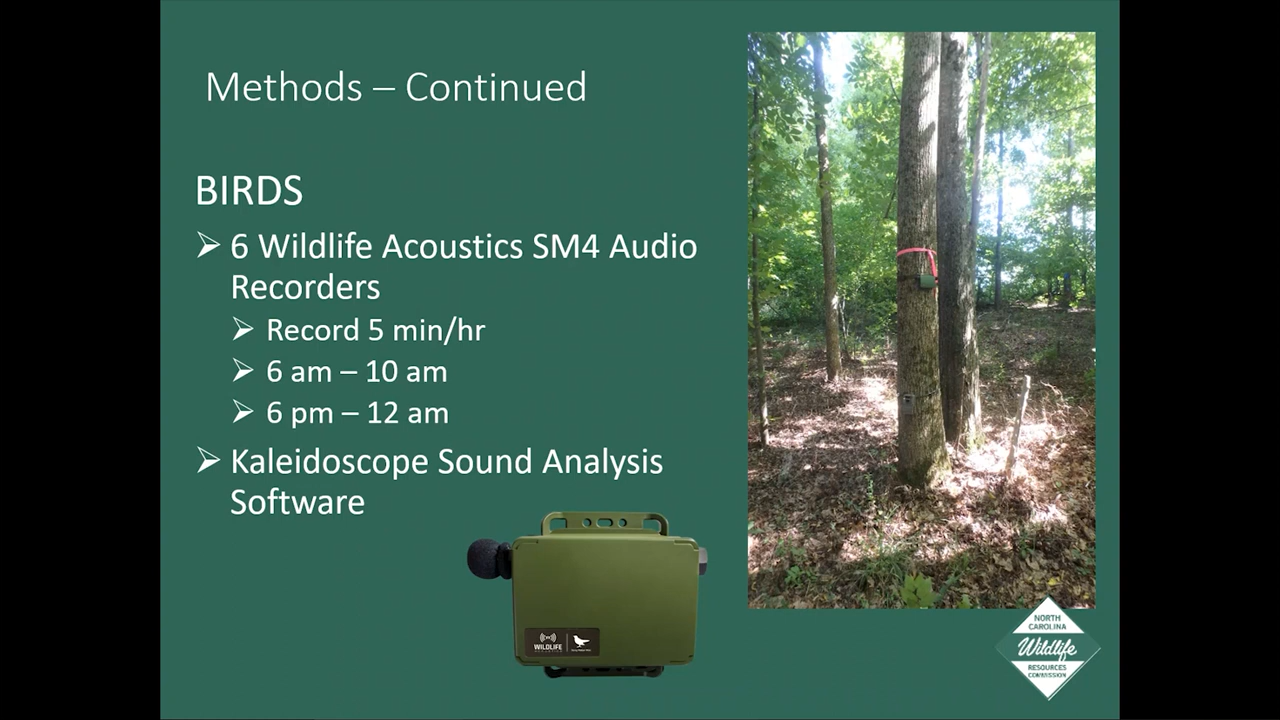 Methods – Continued
BIRDS
➢ 6 Wildlife Acoustics SM4 Audio
Recorders
➢ Record 5 min/hr
➢ 6 am – 10 am
➢ 6 pm – 12 am
➢ Kaleidoscope Sound Analysis
Software
WILDLIFE
NORTH
CAROLINA
Wildlife
RESOURCES
COMMISSION